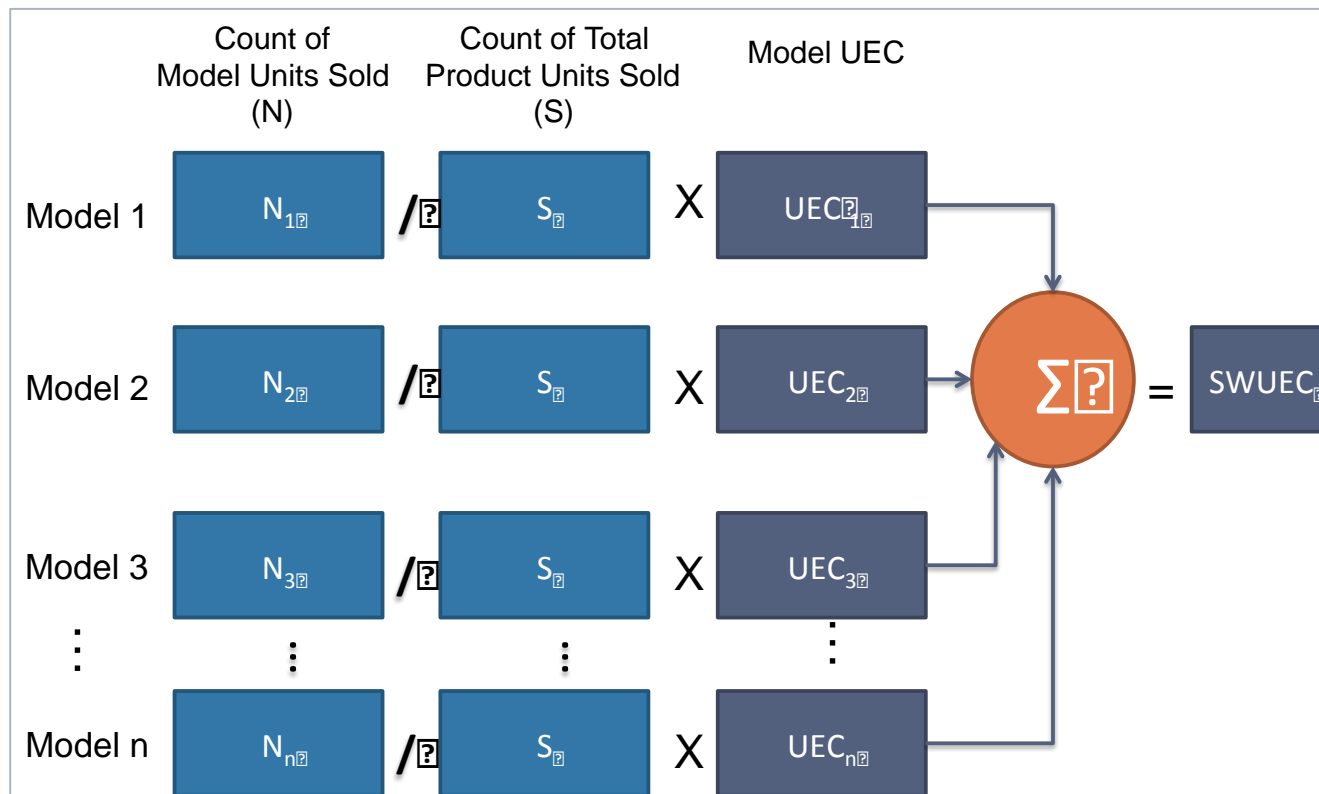 Count of
Model Units Sold
(N)
Count of Total
Product Units Sold
(S)
Model UEC
Model 1
N1 / S X UEC1
Model 2
N2 / S X UEC2
Σ = SWUEC
Model 3
N3 / S X UEC3
⋮ ⋮ ⋮ ⋮
Model n
Nn / S X UECn